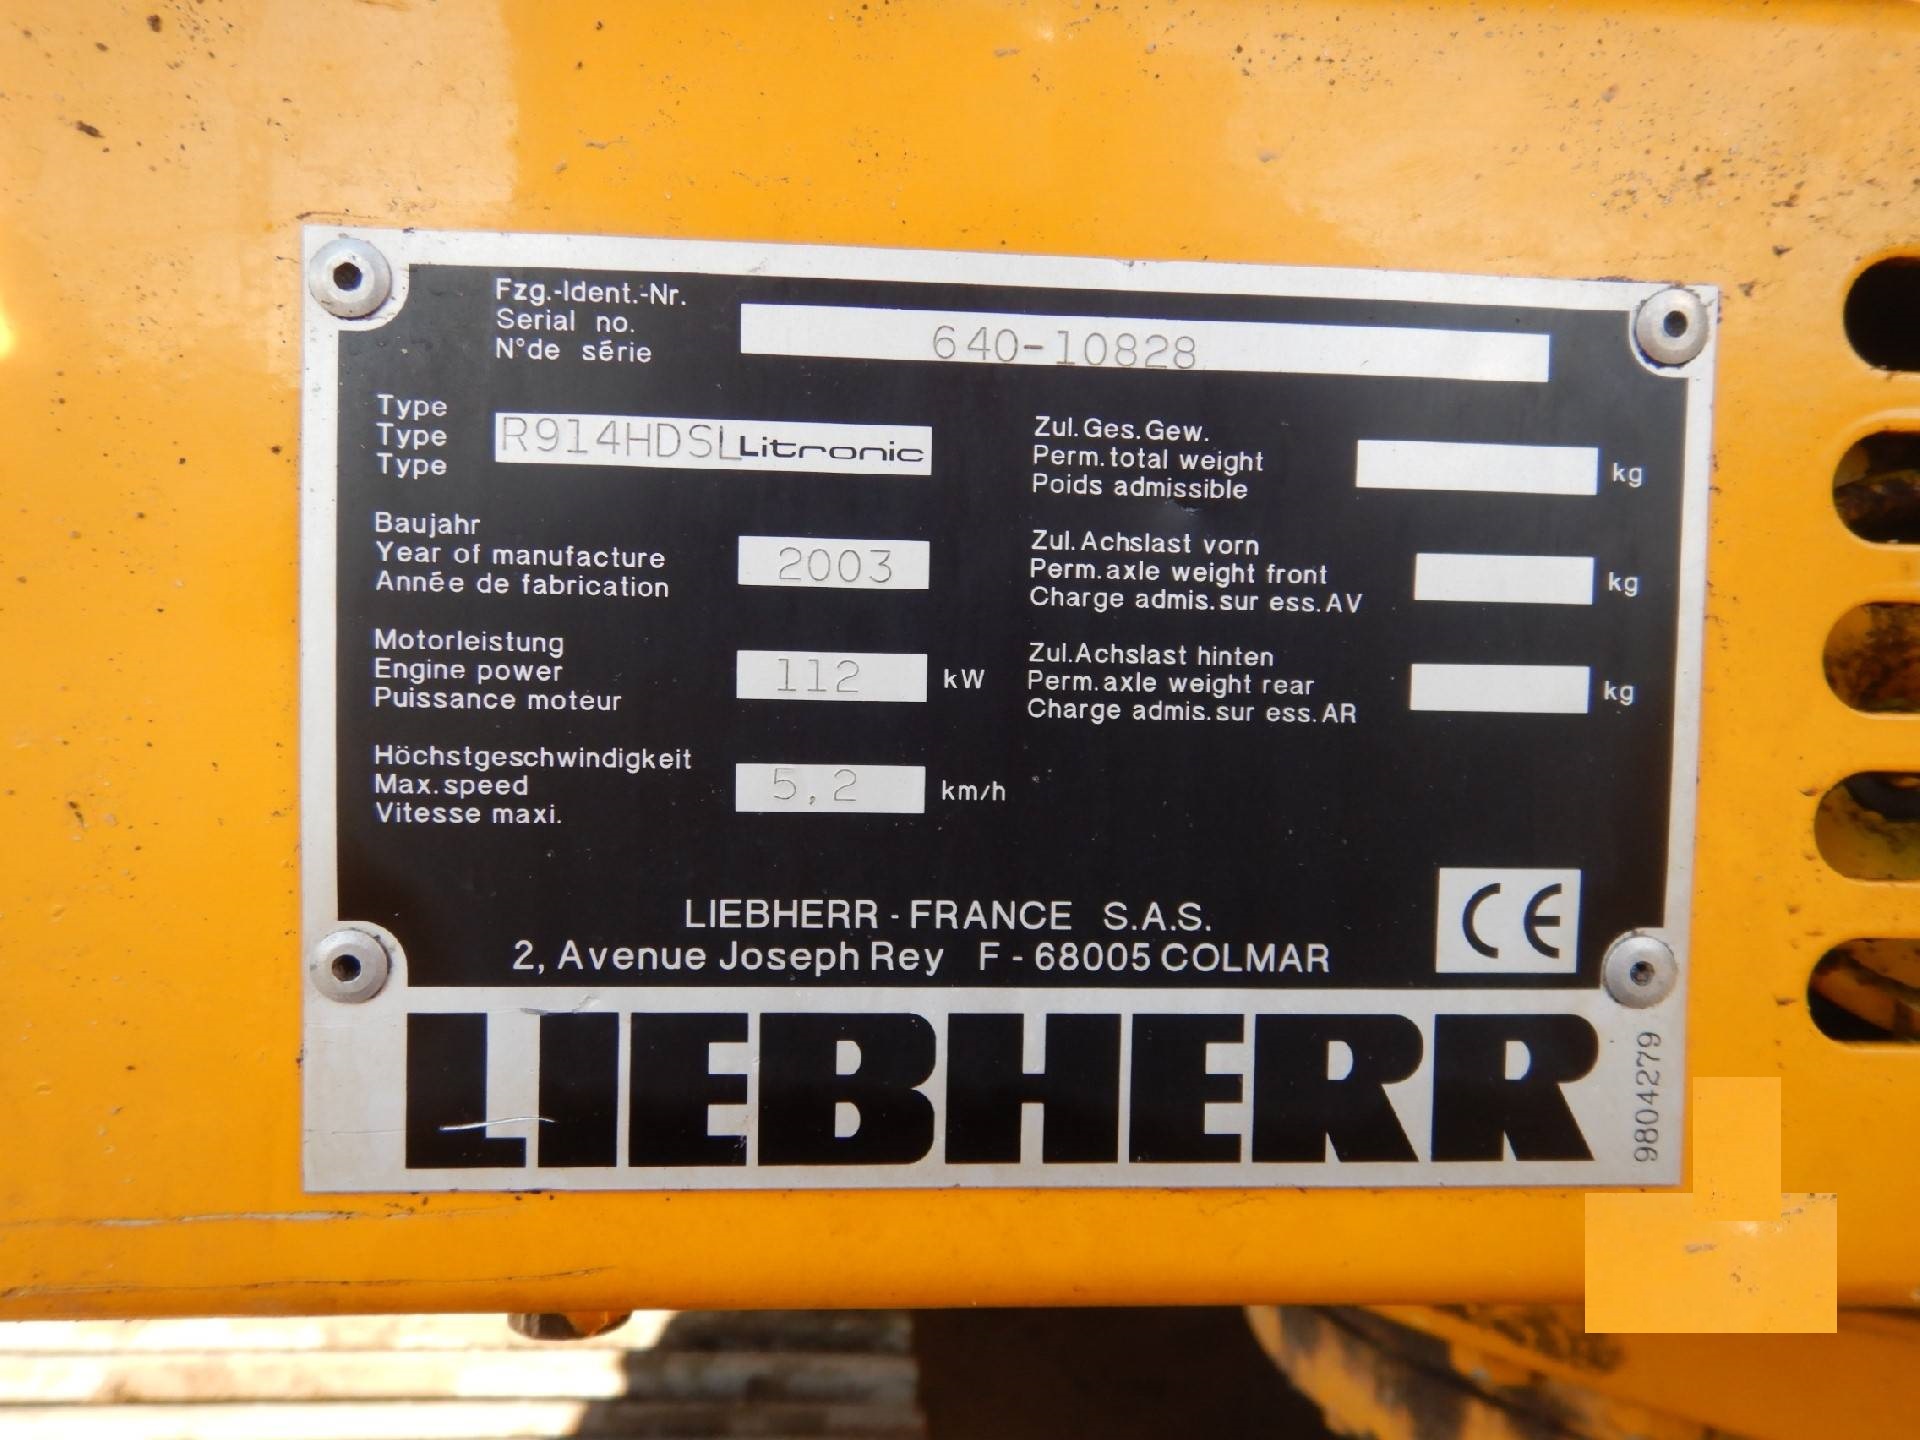 Fzg.-Ident.-Nr.
Serial no.
N°de série
640-10828
Type
Type
Type
R914HDSL Litronic
Baujahr
Year of manufacture
Année de fabrication
2003
Motorleistung
Engine power
Puissance moteur
112 kW
Höchstgeschwindigkeit
Max. speed
Vitesse maxi.
5,2 km/h
Zul. Ges. Gew.
Perm. total weight
Poids admissible
kg
Zul. Achslast vorn
Perm. axle weight front
Charge admis. sur ess. AV
kg
Zul. Achslast hinten
Perm. axle weight rear
Charge admis. sur ess. AR
kg
CE
LIEBHERR - FRANCE S.A.S.
2, Avenue Joseph Rey F - 68005 COLMAR
LIEBHERR
98042779